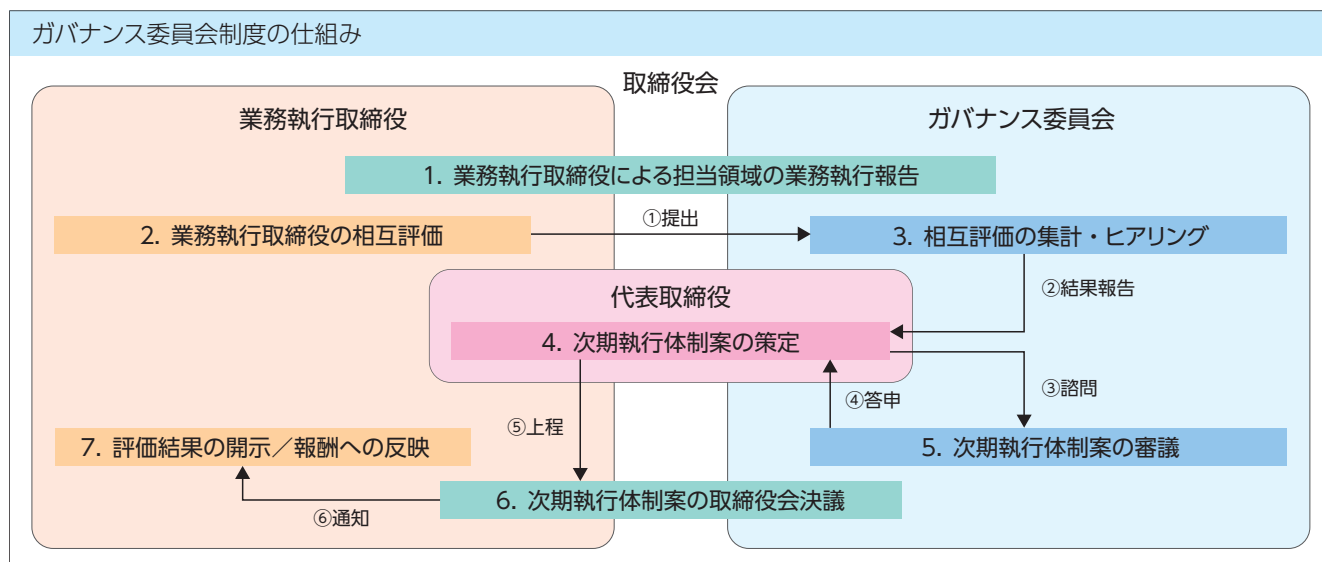 ガバナンス委員会制度の仕組み
取締役会
業務執行取締役
ガバナンス委員会
1. 業務執行取締役による担当領域の業務執行報告
2. 業務執行取締役の相互評価
①提出
3. 相互評価の集計・ヒアリング
②結果報告
代表取締役
4. 次期執行体制案の策定
③諮問
④答申
⑤上程
5. 次期執行体制案の審議
7. 評価結果の開示／報酬への反映
6. 次期執行体制案の取締役会決議
⑥通知